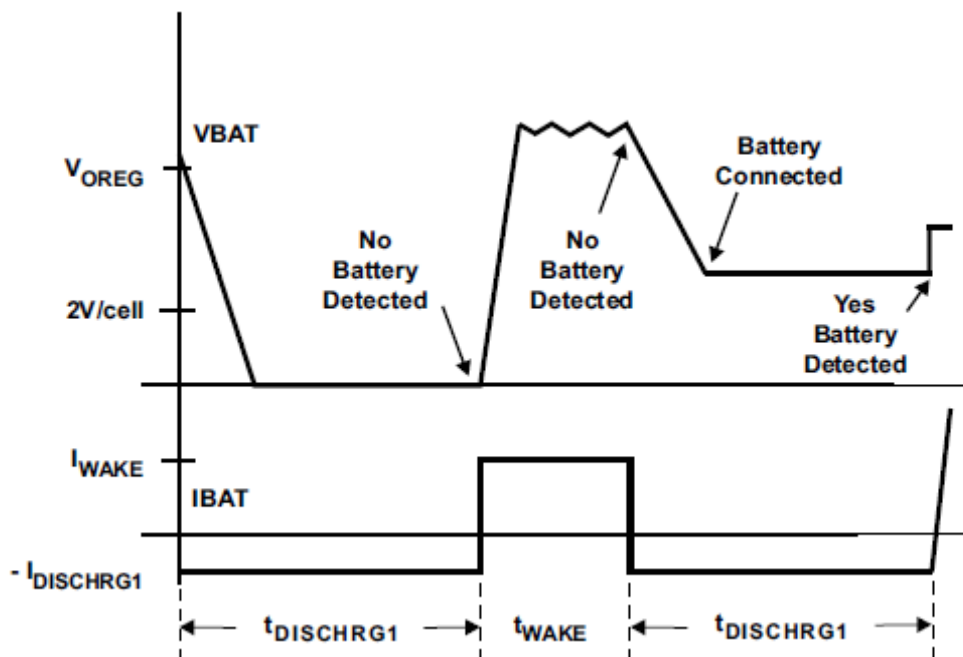 VBAT
VOREG
Battery
Connected
No
Battery
Detected
No
Battery
Detected
2V/cell
Yes
Battery
Detected
IWAKE
IBAT
- IDISCHRG1
tDISCHRG1
tWAKE
tDISCHRG1